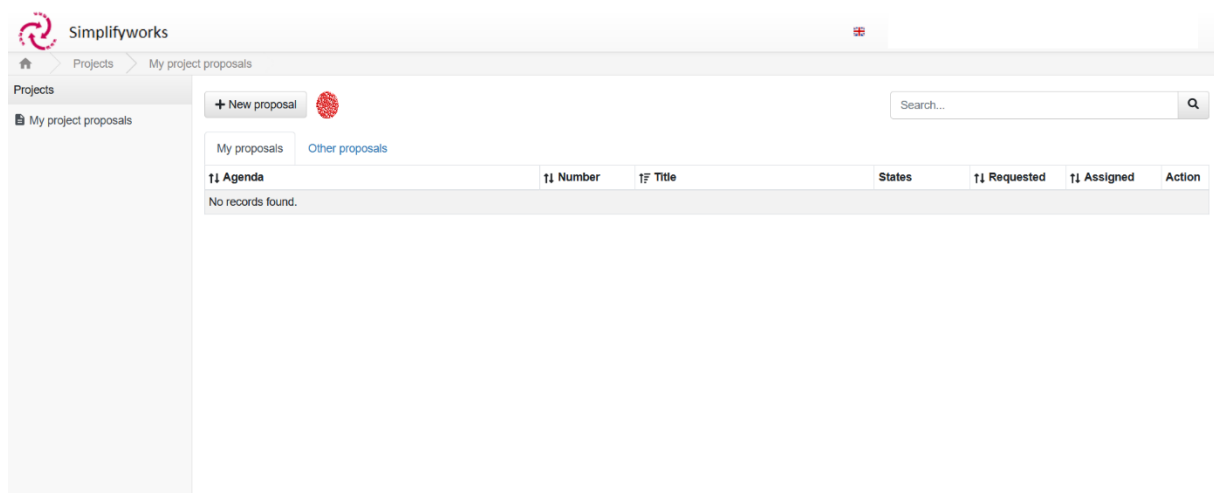 Simplifyworks
Projects My project proposals
Projects
My project proposals
+ New proposal
Search...
My proposals Other proposals
Agenda Number Title States Requested Assigned Action
No records found.